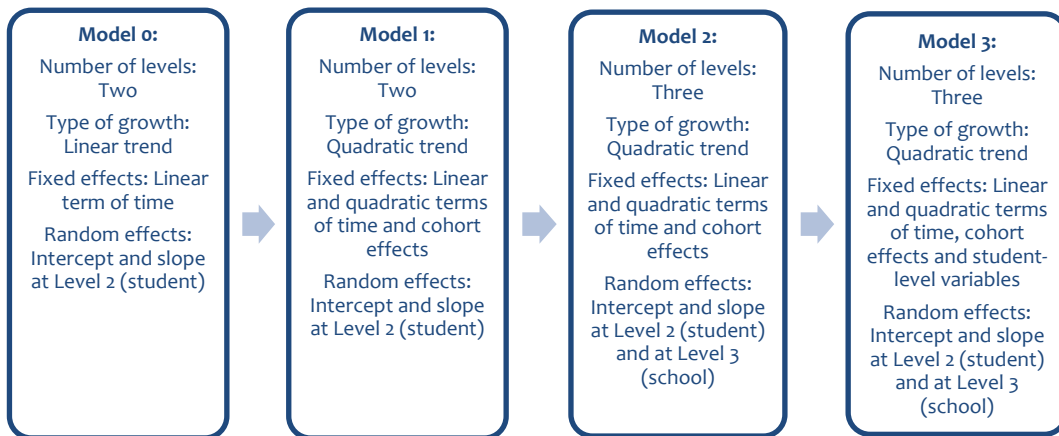 Model 0:
Number of levels:
Two
Type of growth:
Linear trend
Fixed effects: Linear
term of time
Random effects:
Intercept and slope
at Level 2 (student)
Model 1:
Number of levels:
Two
Type of growth:
Quadratic trend
Fixed effects: Linear
and quadratic terms
of time and cohort
effects
Random effects:
Intercept and slope
at Level 2 (student)
Model 2:
Number of levels:
Three
Type of growth:
Quadratic trend
Fixed effects: Linear
and quadratic terms
of time and cohort
effects
Random effects:
Intercept and slope
at Level 2 (student)
and at Level 3
(school)
Model 3:
Number of levels:
Three
Type of growth:
Quadratic trend
Fixed effects: Linear
and quadratic terms
of time, cohort
effects and student-
level variables
Random effects:
Intercept and slope
at Level 2 (student)
and at Level 3
(school)